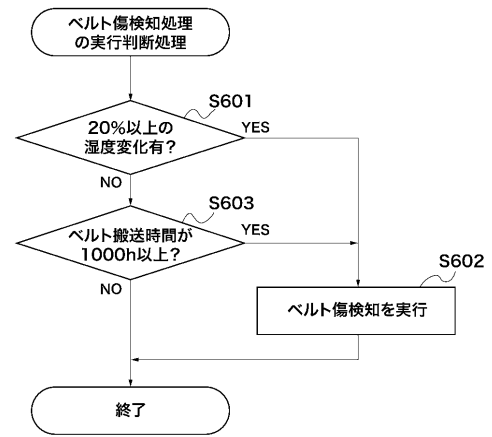 ベルト傷検知処理
の実行判断処理
S601
20%以上の
湿度変化有？
YES
NO
S603
ベルト搬送時間が
1000h以上？
YES
NO
S602
ベルト傷検知を実行
終了